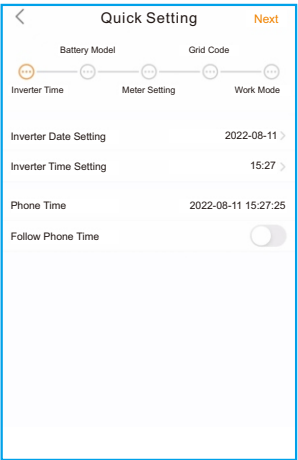 Quick Setting Next
Battery Model Grid Code
Inverter Time Meter Setting Work Mode
Inverter Date Setting 2022-08-11
Inverter Time Setting 15:27
Phone Time 2022-08-11 15:27:25
Follow Phone Time